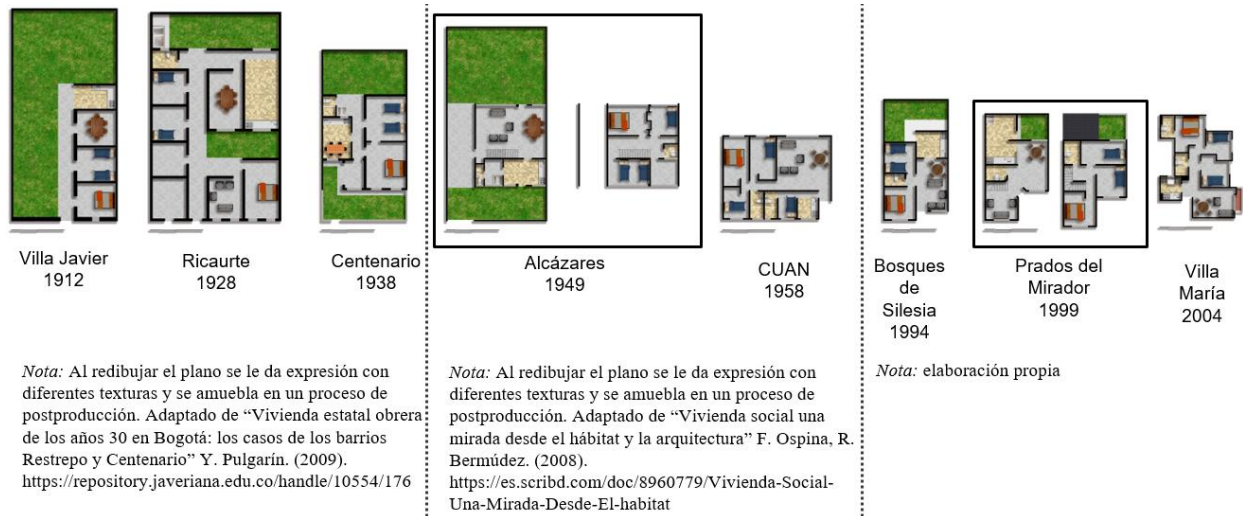 Villa Javier
1912
Ricaurte
1928
Centenario
1938
Alcázares
1949
CUAN
1958
Bosques
de
Silesia
1994
Prados del
Mirador
1999
Villa
María
2004
Nota: Al redibujar el plano se le da expresión con
diferentes texturas y se amuebla en un proceso de
postproducción. Adaptado de “Vivienda estatal obrera
de los años 30 en Bogotá: los casos de los barrios
Restrepo y Centenario” Y. Pulgarín. (2009).
https://repository.javeriana.edu.co/handle/10554/176
Nota: Al redibujar el plano se le da expresión con
diferentes texturas y se amuebla en un proceso de
postproducción. Adaptado de “Vivienda social una
mirada desde el hábitat y la arquitectura” F. Ospina, R.
Bermúdez. (2008).
https://es.scribd.com/doc/8960779/Vivienda-Social-
Una-Mirada-Desde-El-habitat
Nota: elaboración propia